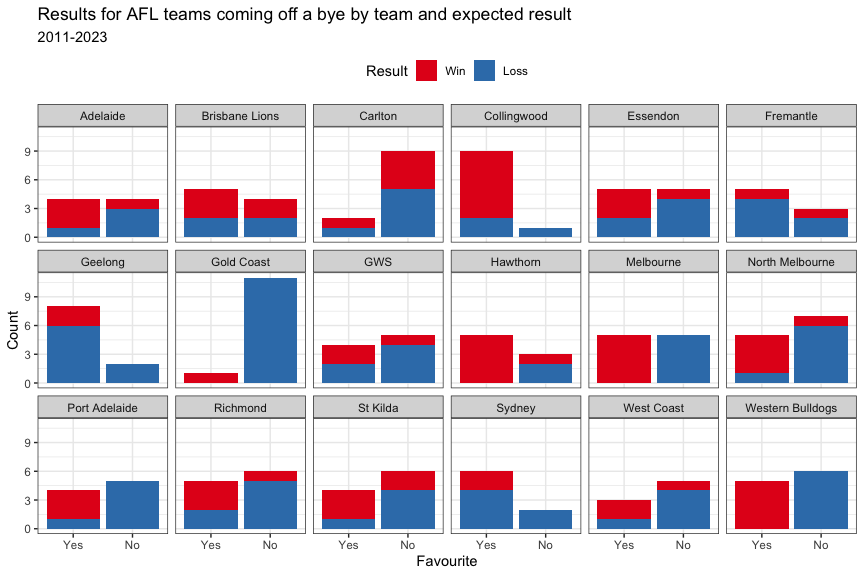 Results for AFL teams coming off a bye by team and expected result
2011-2023
Result Win Loss
Adelaide Brisbane Lions Carlton Collingwood Essendon Fremantle
9
6
3
0
Geelong Gold Coast GWS Hawthorn Melbourne North Melbourne
9
6
3
0
Count
Port Adelaide Richmond St Kilda Sydney West Coast Western Bulldogs
9
6
3
0
Yes No Yes No Yes No Yes No Yes No Yes No
Favourite